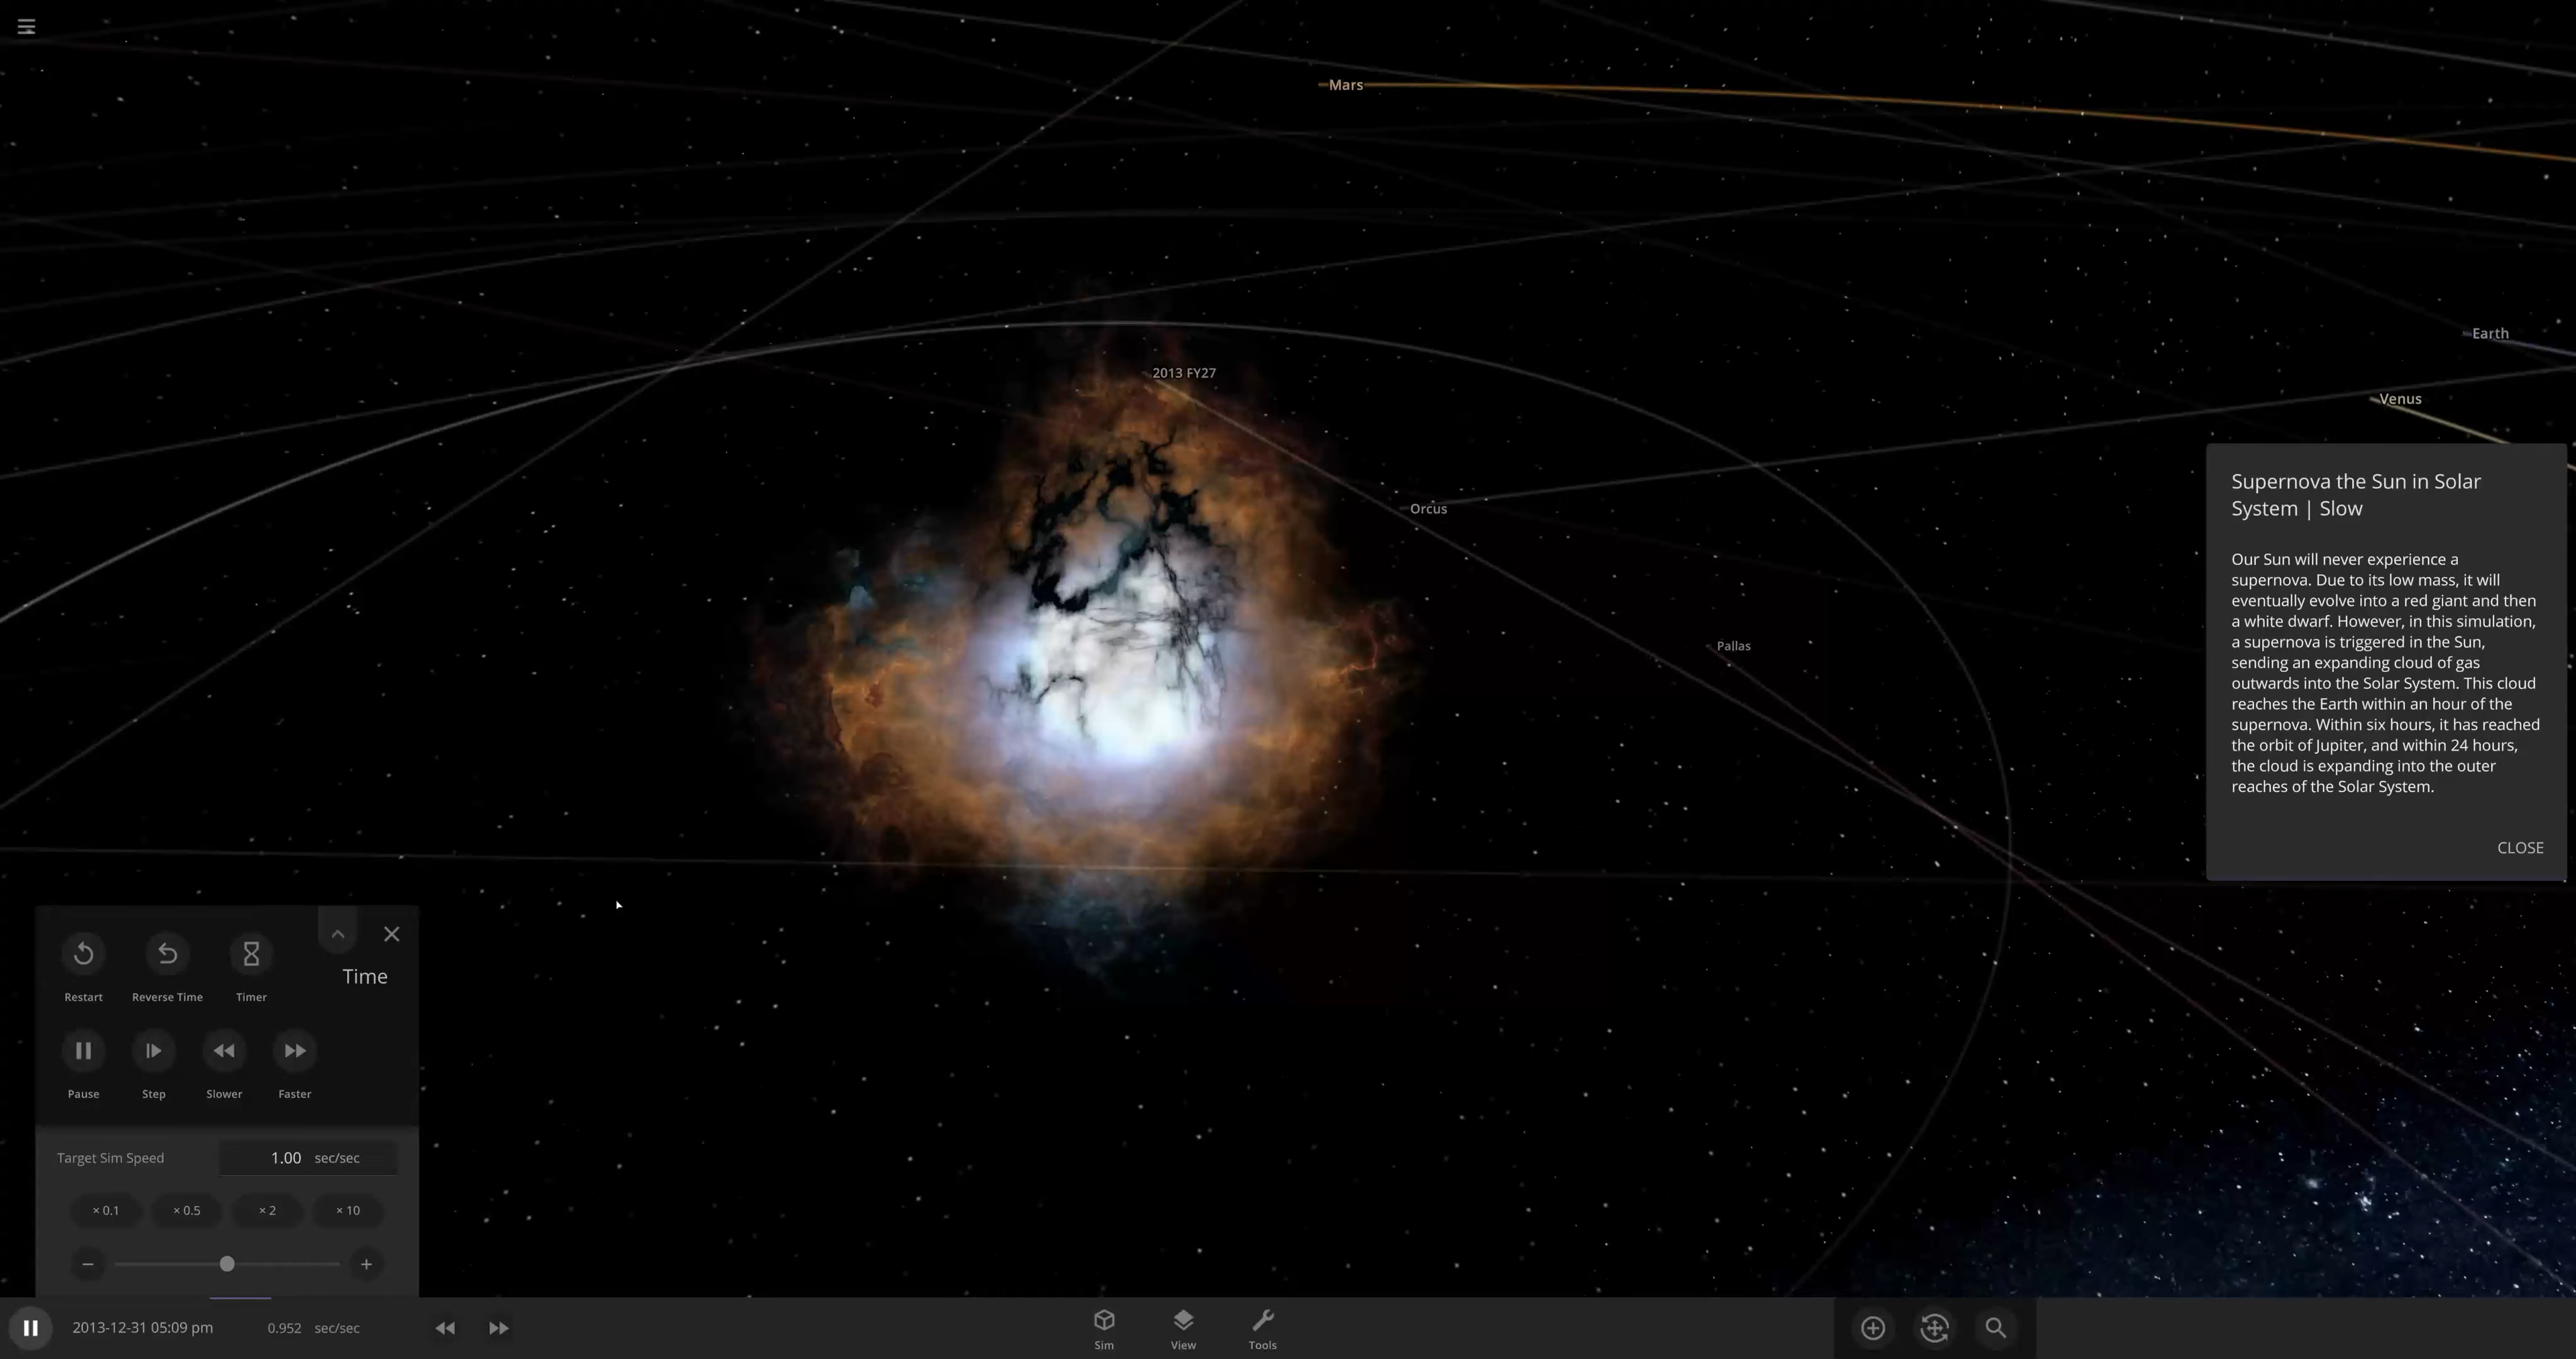 Mars
Earth
2013 FY27
Venus
Orcus
Pallas
Supernova the Sun in Solar
System | Slow
Our Sun will never experience a
supernova. Due to its low mass, it will
eventually evolve into a red giant and then
a white dwarf. However, in this simulation,
a supernova is triggered in the Sun,
sending an expanding cloud of gas
outwards into the Solar System. This cloud
reaches the Earth within an hour of the
supernova. Within six hours, it has reached
the orbit of Jupiter, and within 24 hours,
the cloud is expanding into the outer
reaches of the Solar System.
CLOSE
Time
Restart Reverse Time Timer
Pause Step Slower Faster
Target Sim Speed 1.00 sec/sec
× 0.1 × 0.5 × 2 × 10
2013-12-31 05:09 pm 0.952 sec/sec
Sim View Tools